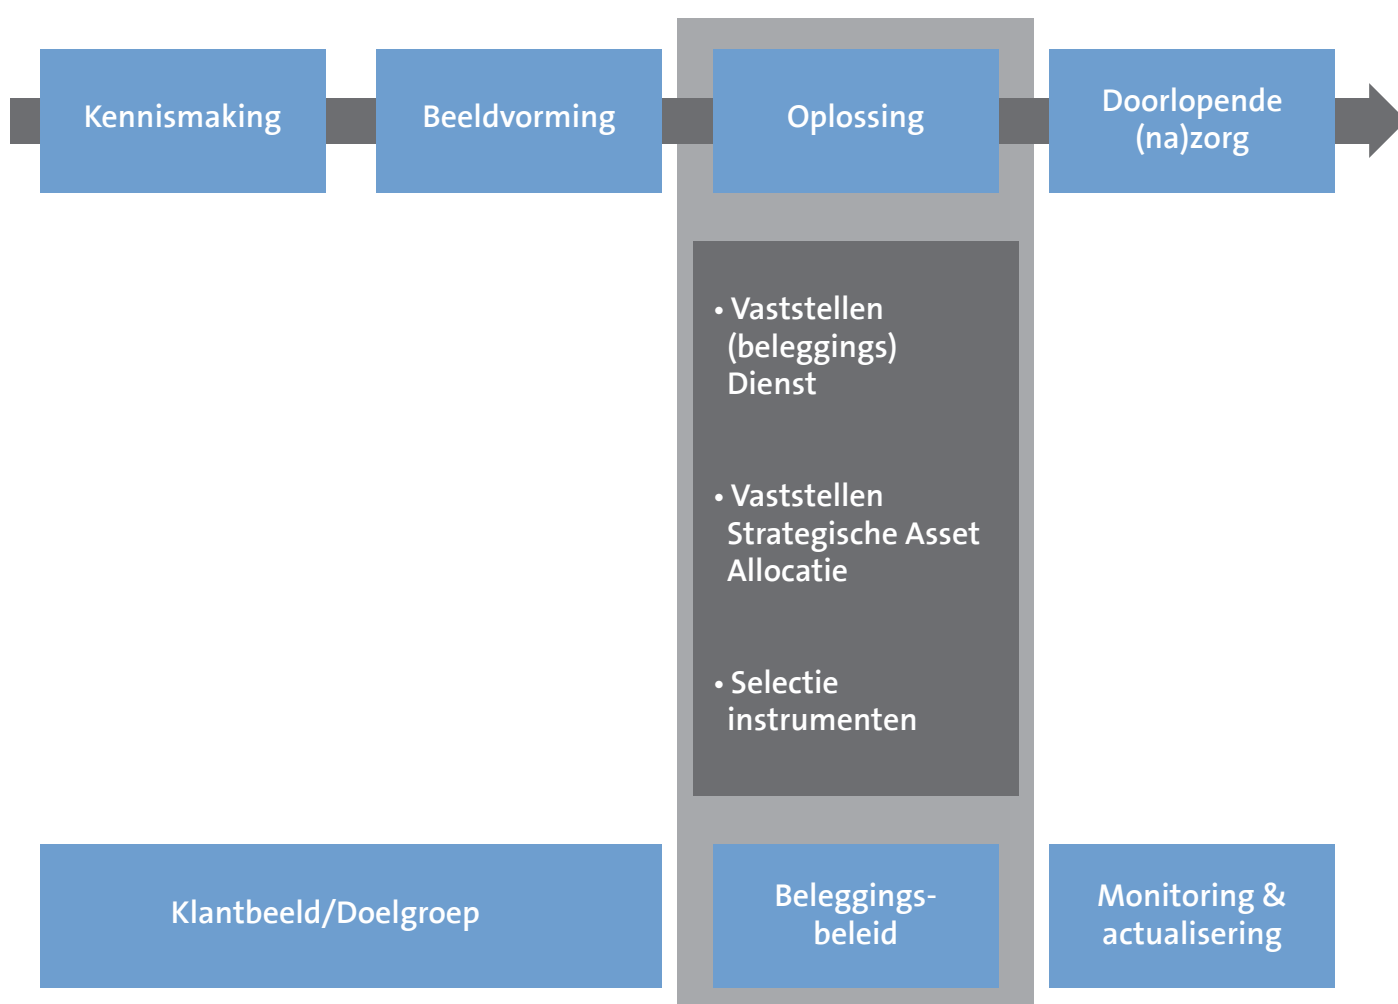 Kennismaking
Beeldvorming
Oplossing
Doorlopende
(na)zorg
• Vaststellen
(beleggings)
Dienst
• Vaststellen
Strategische Asset
Allocatie
• Selectie
instrumenten
Klantbeeld/Doelgroep
Beleggings-
beleid
Monitoring &
actualisering